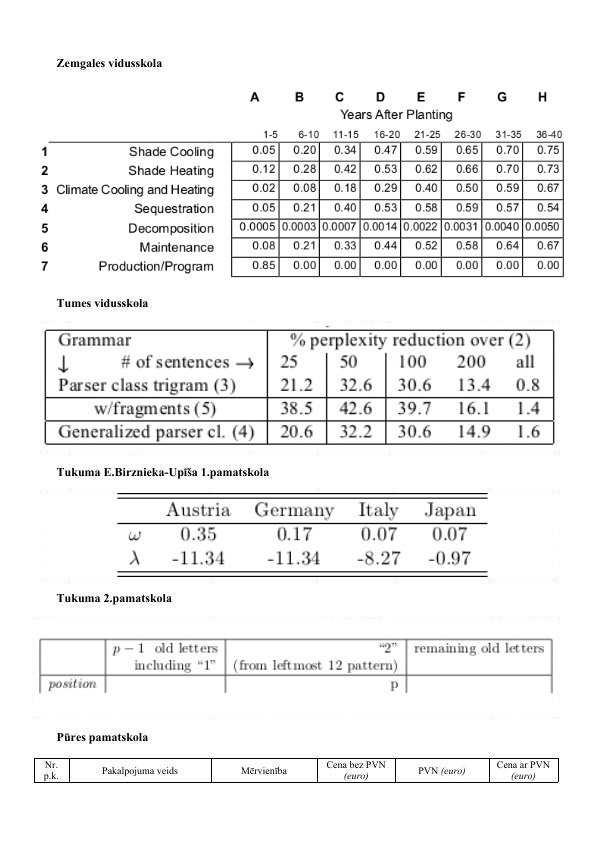 Zemgales vidusskola
A B C D E F G H
Years After Planting
1-5 6-10 11-15 16-20 21-25 26-30 31-35 36-40
1 Shade Cooling 0.05 0.20 0.34 0.47 0.59 0.65 0.70 0.75
2 Shade Heating 0.12 0.28 0.42 0.53 0.62 0.66 0.70 0.73
3 Climate Cooling and Heating 0.02 0.08 0.18 0.29 0.40 0.50 0.59 0.67
4 Sequestration 0.05 0.21 0.40 0.53 0.58 0.59 0.57 0.54
5 Decomposition 0.0005 0.0003 0.0007 0.0014 0.0022 0.0031 0.0040 0.0050
6 Maintenance 0.08 0.21 0.33 0.44 0.52 0.58 0.64 0.67
7 Production/Program 0.85 0.00 0.00 0.00 0.00 0.00 0.00 0.00
Tumes vidusskola
Grammar % perplexity reduction over (2)
↓ # of sentences → 25 50 100 200 all
Parser class trigram (3) 21.2 32.6 30.6 13.4 0.8
w/fragments (5) 38.5 42.6 39.7 16.1 1.4
Generalized parser cl. (4) 20.6 32.2 30.6 14.9 1.6
Tukuma E.Birznieka-Upīša 1.pamatskola
Austria Germany Italy Japan
ω 0.35 0.17 0.07 0.07
λ -11.34 -11.34 -8.27 -0.97
Tukuma 2.pamatskola
p − 1 old letters "2" remaining old letters
including "1" (from leftmost 12 pattern)
position p
Pūres pamatskola
Nr. Cena bez PVN Cena ar PVN
p.k. Pakalpojuma veids Mērvienība (euro) PVN (euro) (euro)